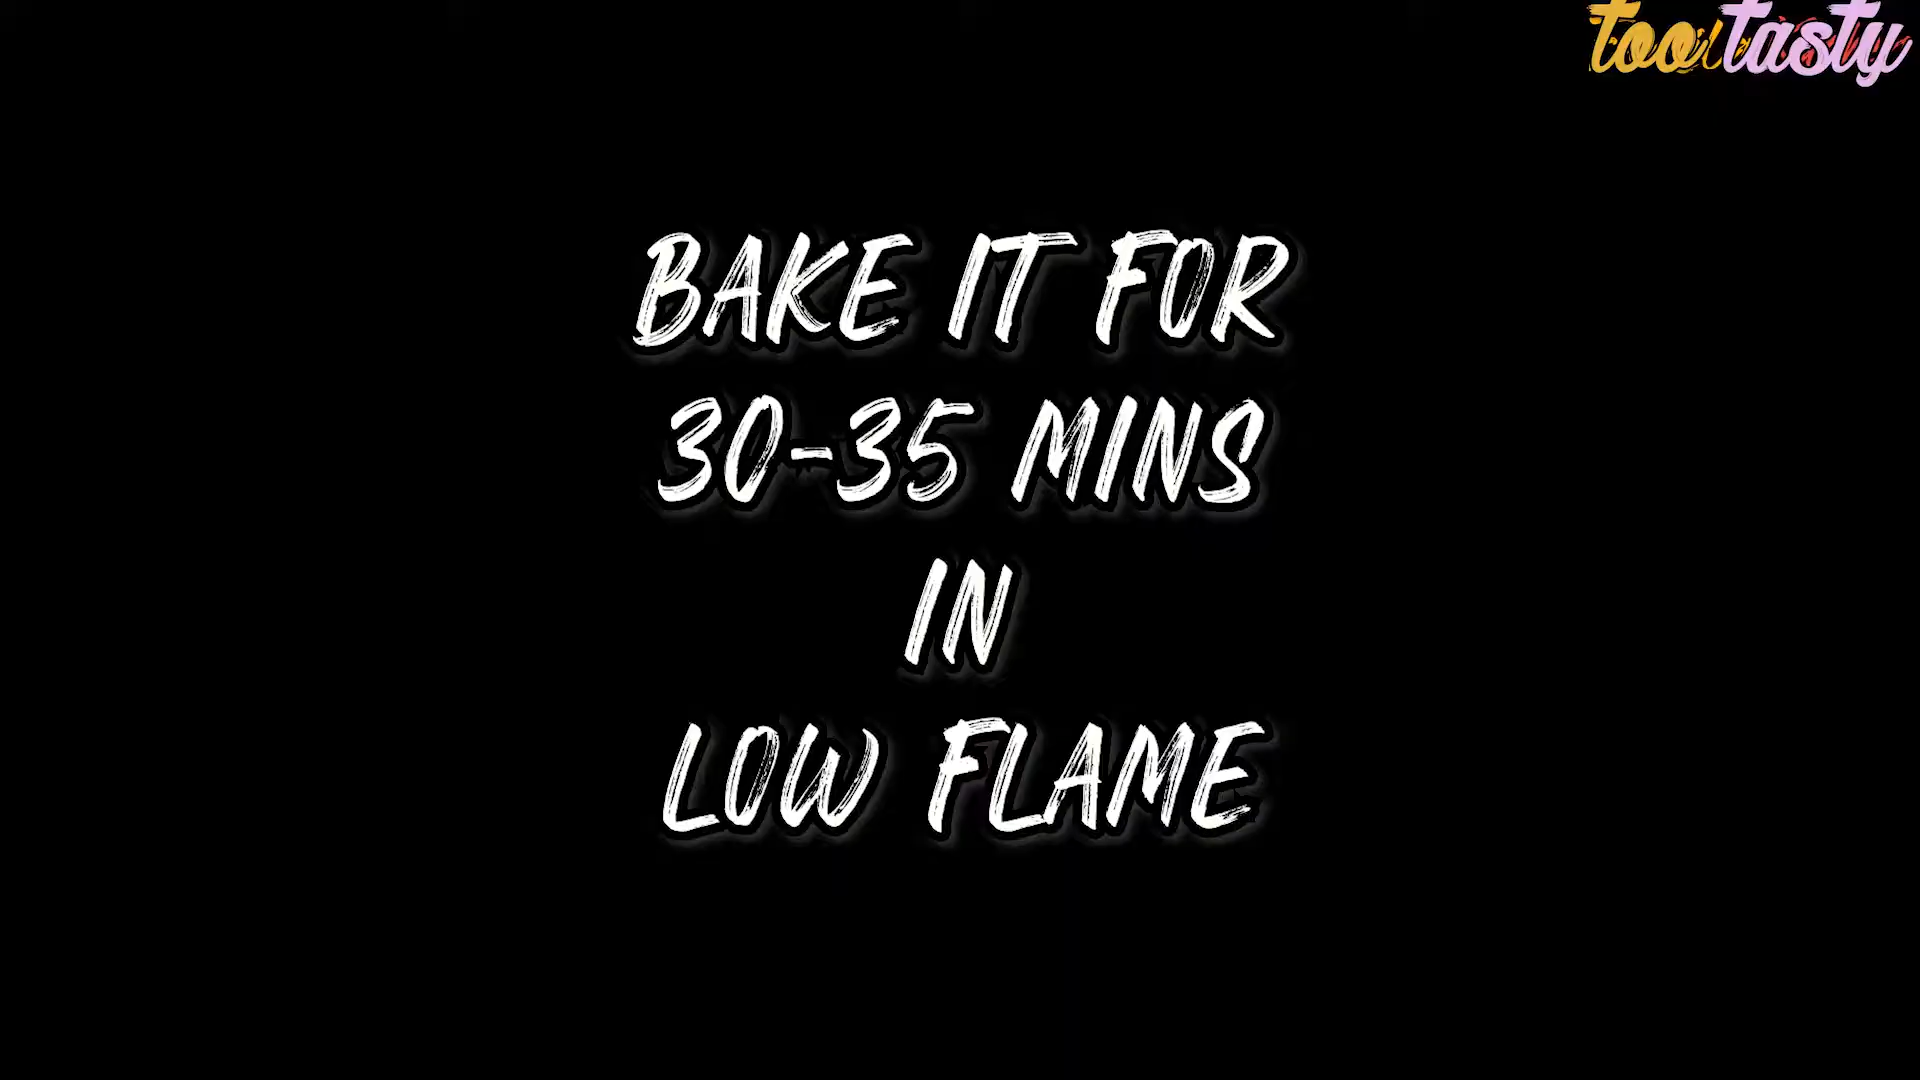 too tasty
BAKE IT FOR
30-35 MINS
IN
LOW FLAME